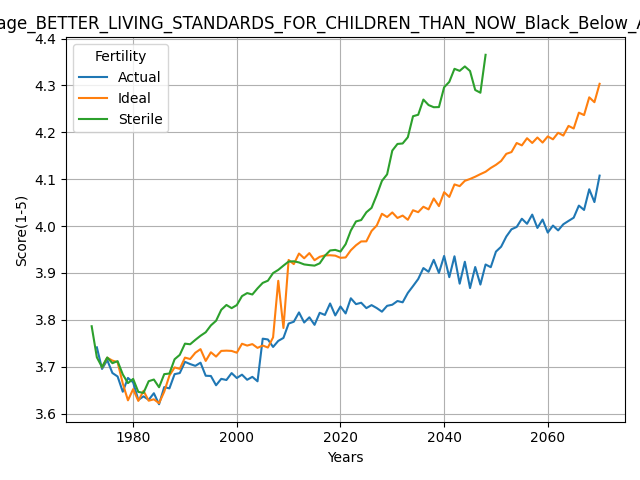 age_BETTER_LIVING_STANDARDS_FOR_CHILDREN_THAN_NOW_Black_Below_A
4.4
4.3
4.2
4.1
4.0
3.9
3.8
3.7
3.6
Score(1-5)
Fertility
Actual
Ideal
Sterile
1980 2000 2020 2040 2060
Years